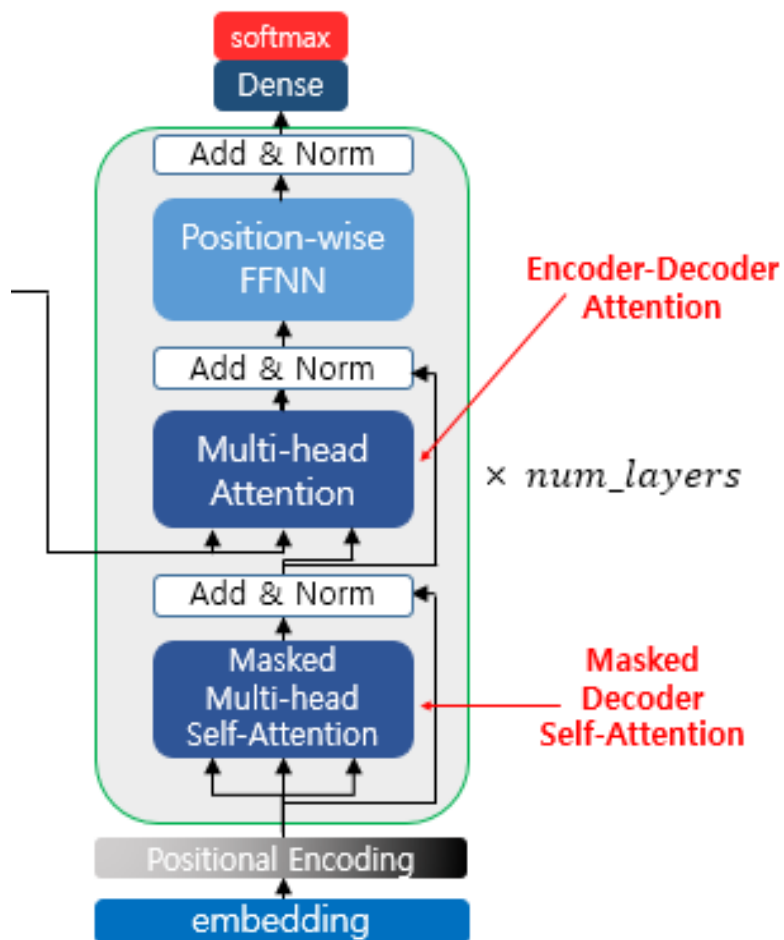 softmax
Dense
Add & Norm
Position-wise
FFNN
Encoder-Decoder
Attention
Add & Norm
Multi-head
Attention
× num_layers
Add & Norm
Masked
Multi-head
Self-Attention
Masked
Decoder
Self-Attention
Positional Encoding
embedding